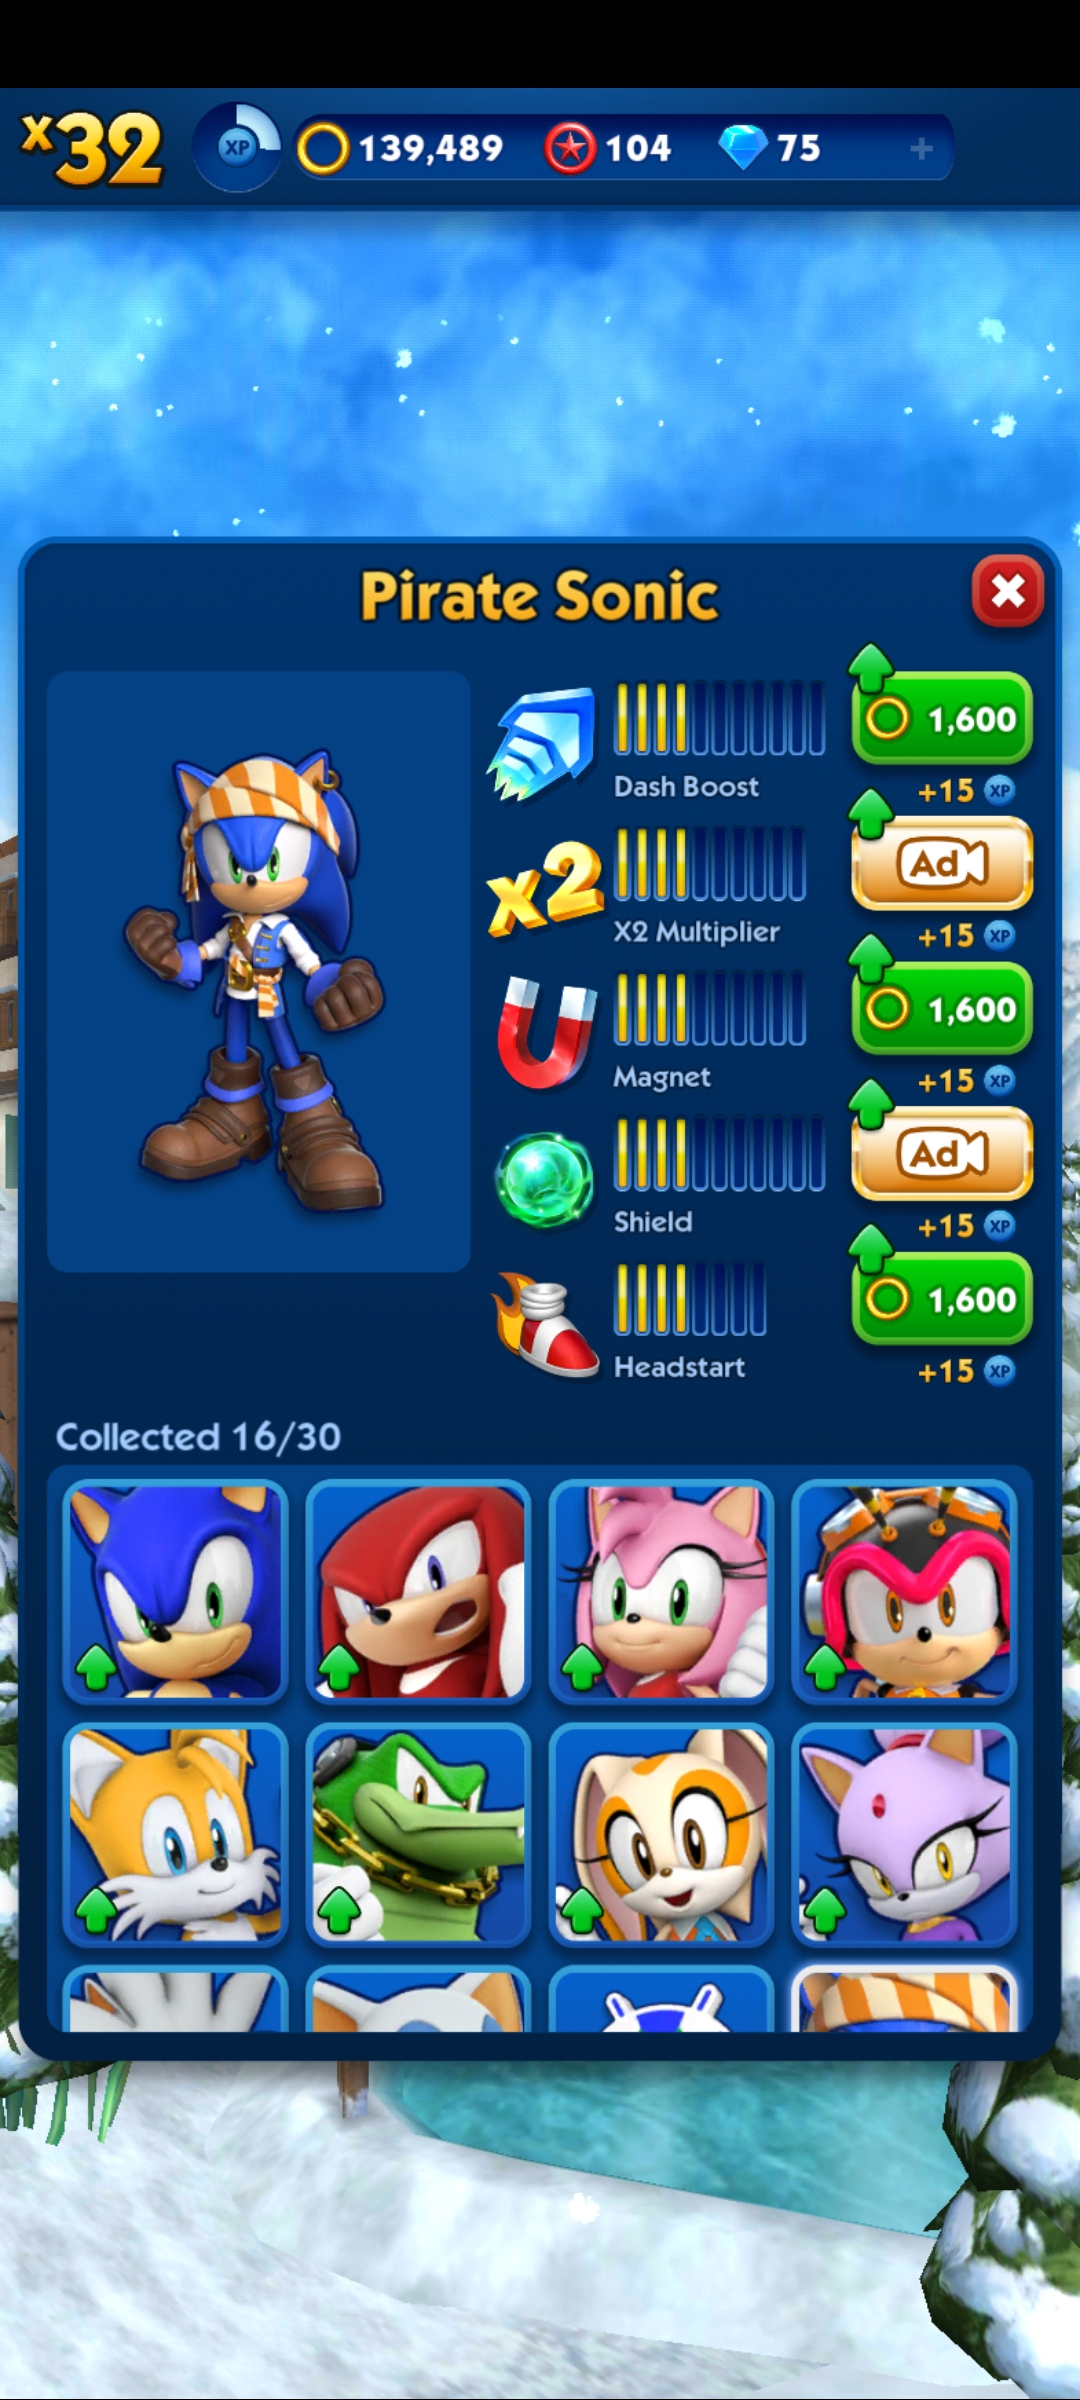 x32 XP 139,489 104 75 +
Pirate Sonic
1,600
Dash Boost +15 XP
x2 Ad
X2 Multiplier +15 XP
1,600
Magnet +15 XP
Ad
Shield +15 XP
1,600
Headstart +15 XP
Collected 16/30